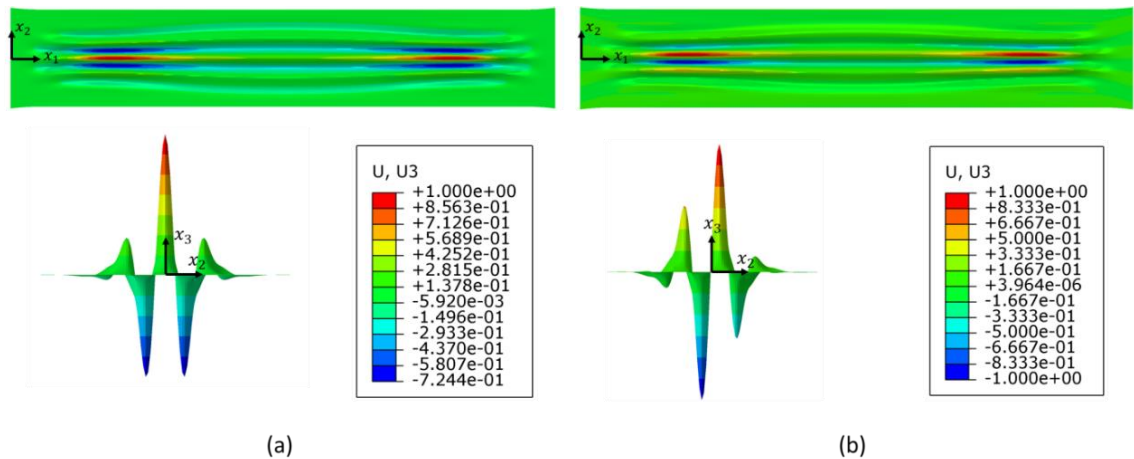 x₂
x₁
x₂
x₁
x₃
x₂
U, U3
+1.000e+00
+8.563e-01
+7.126e-01
+5.689e-01
+4.252e-01
+2.815e-01
+1.378e-01
-5.920e-03
-1.496e-01
-2.933e-01
-4.370e-01
-5.807e-01
-7.244e-01
x₃
x₂
U, U3
+1.000e+00
+8.333e-01
+6.667e-01
+5.000e-01
+3.333e-01
+1.667e-01
+3.964e-06
-1.667e-01
-3.333e-01
-5.000e-01
-6.667e-01
-8.333e-01
-1.000e+00
(a)
(b)